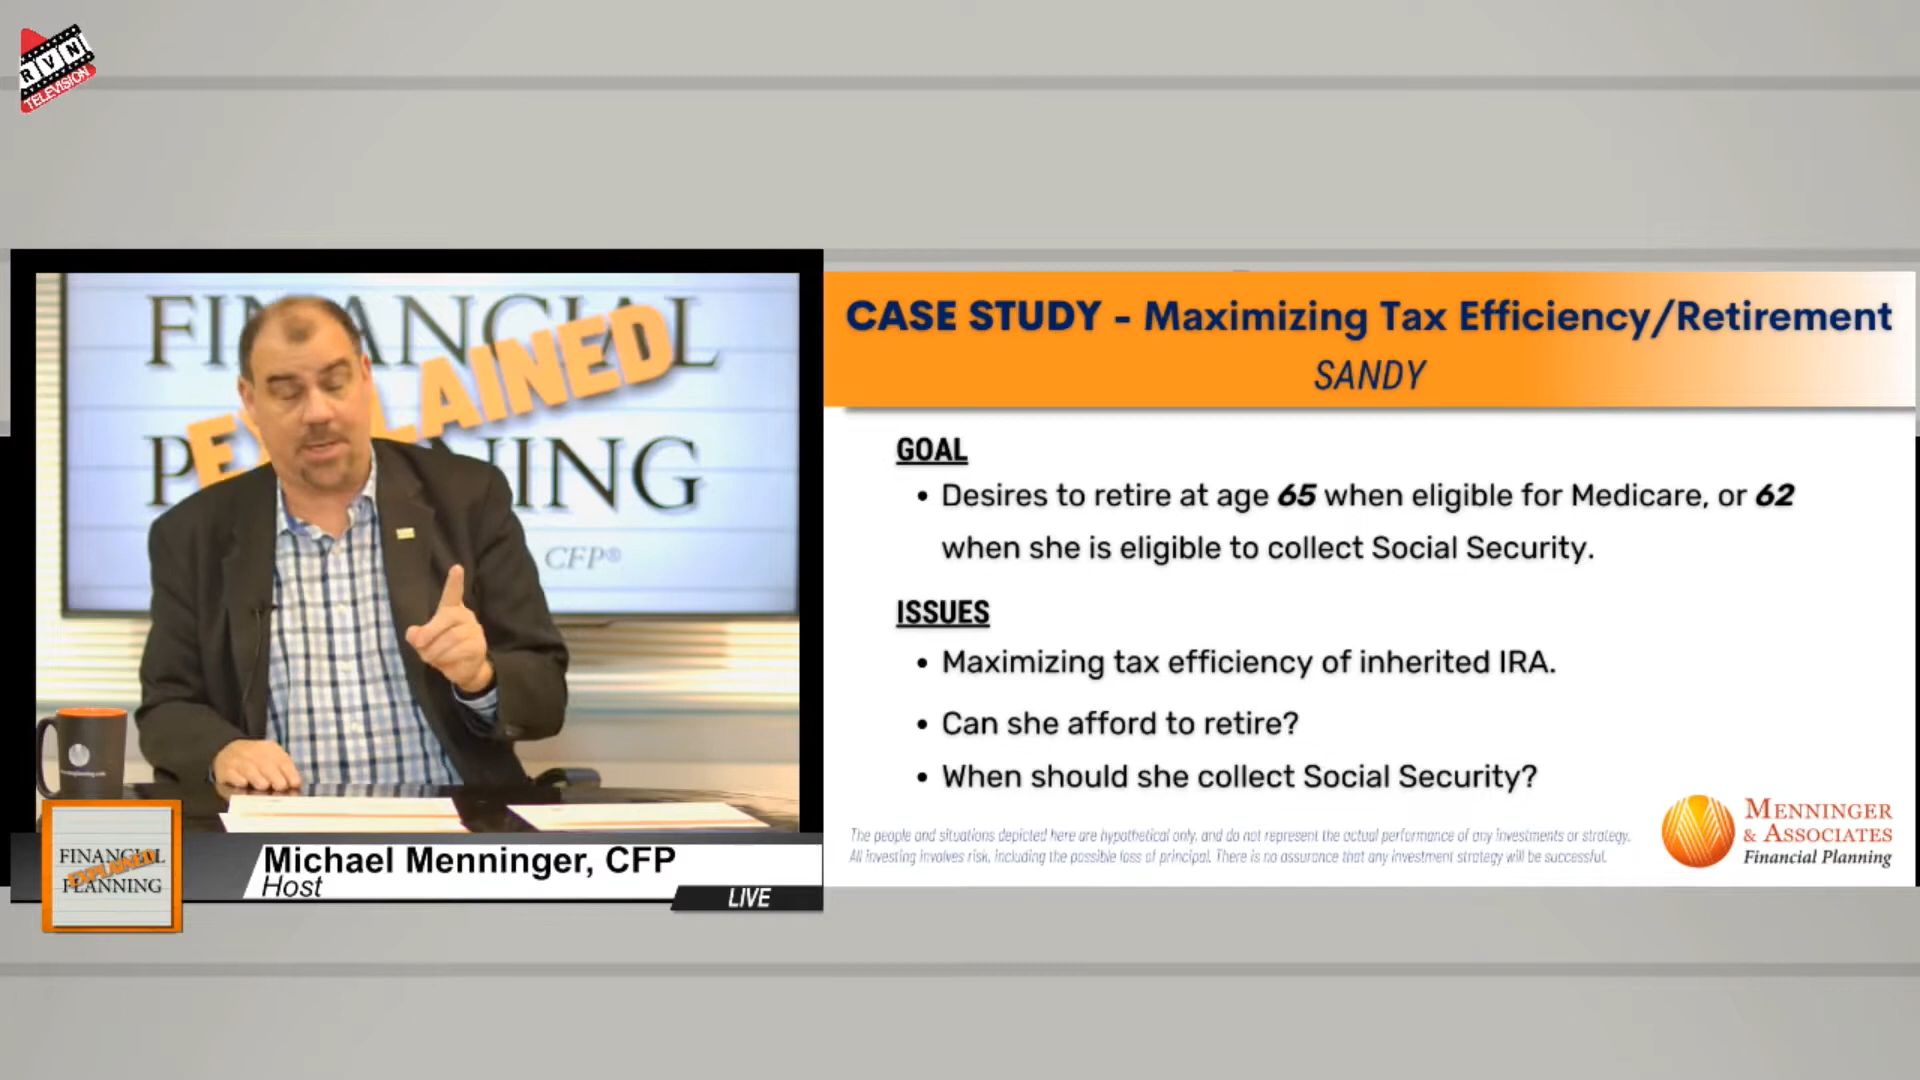 RVN
TELEVISION
FINANCIAL
EXPLAINED
PLANNING
CFP®
CASE STUDY - Maximizing Tax Efficiency/Retirement
SANDY
GOAL
• Desires to retire at age 65 when eligible for Medicare, or 62
when she is eligible to collect Social Security.
ISSUES
• Maximizing tax efficiency of inherited IRA.
• Can she afford to retire?
• When should she collect Social Security?
The people and situations depicted here are hypothetical only, and do not represent the actual performance of any investments or strategy.
All investing involves risk, including the possible loss of principal. There is no assurance that any investment strategy will be successful.
MENNINGER
& ASSOCIATES
Financial Planning
FINANCIAL
EXPLAINED
PLANNING
Michael Menninger, CFP
Host
LIVE